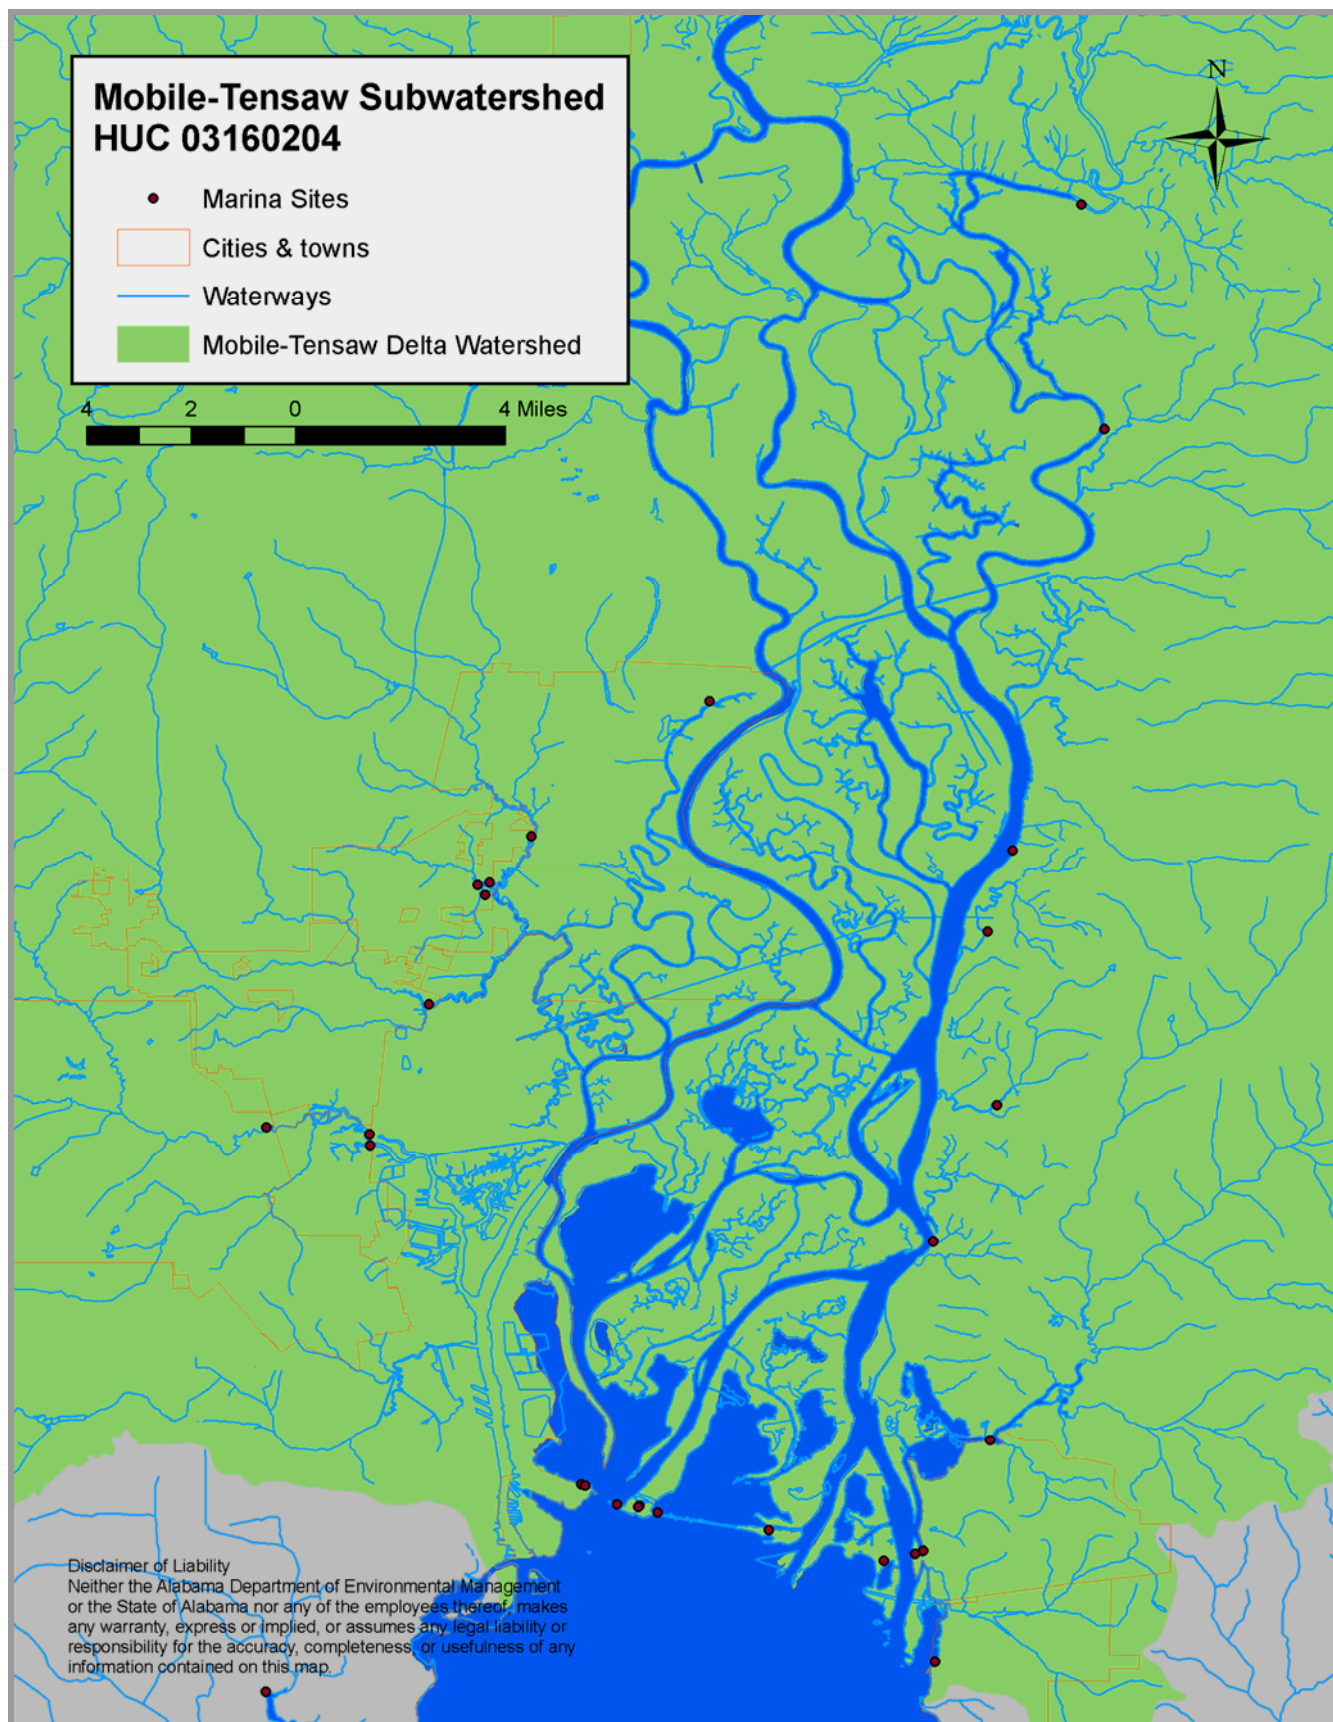 Mobile-Tensaw Subwatershed
HUC 03160204
N
Marina Sites
Cities & towns
Waterways
Mobile-Tensaw Delta Watershed
4 2 0 4 Miles
Disclaimer of Liability
Neither the Alabama Department of Environmental Management
or the State of Alabama nor any of the employees thereof, makes
any warranty, express or implied, or assumes any legal liability or
responsibility for the accuracy, completeness, or usefulness of any
information contained on this map.